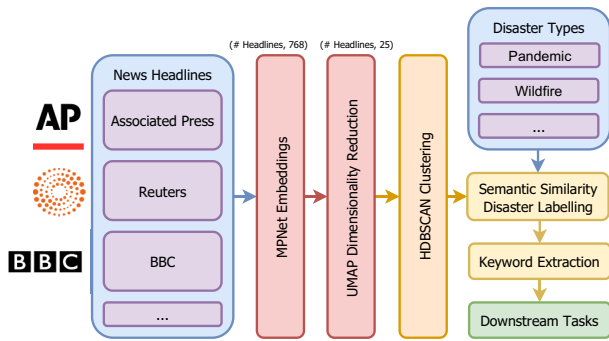 (# Headlines, 768)
(# Headlines, 25)
News Headlines
AP
Associated Press
Reuters
BBC
BBC
...
MPNet Embeddings
UMAP Dimensionality Reduction
HDBSCAN Clustering
Disaster Types
Pandemic
Wildfire
...
Semantic Similarity
Disaster Labelling
Keyword Extraction
Downstream Tasks